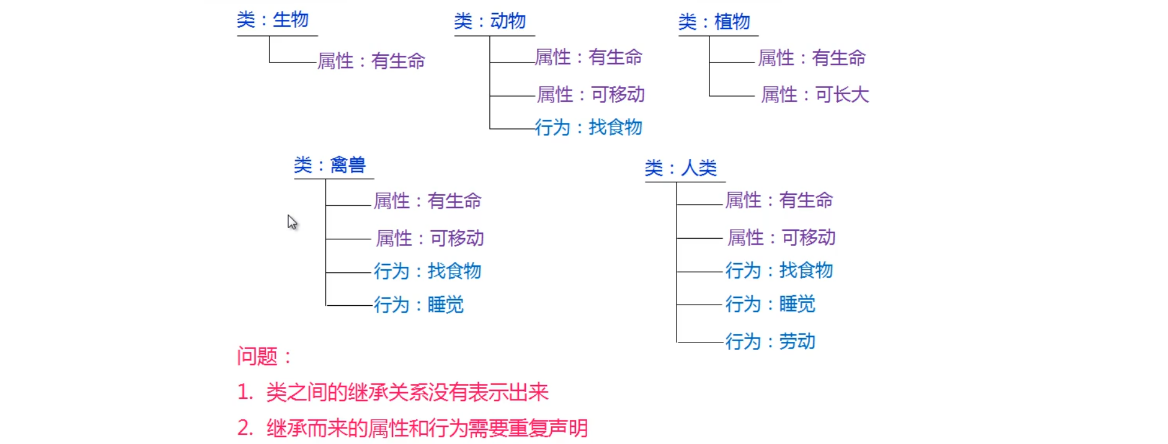 类：生物
属性：有生命
类：动物
属性：有生命
属性：可移动
行为：找食物
类：植物
属性：有生命
属性：可长大
类：禽兽
属性：有生命
属性：可移动
行为：找食物
行为：睡觉
类：人类
属性：有生命
属性：可移动
行为：找食物
行为：睡觉
行为：劳动
问题：
1. 类之间的继承关系没有表示出来
2. 继承而来的属性和行为需要重复声明